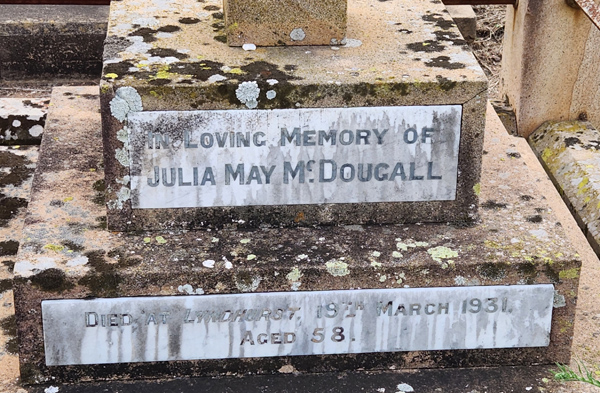 IN LOVING MEMORY OF
JULIA MAY McDOUGALL
DIED AT LYNDHURST, 19TH MARCH 1931.
AGED 58.